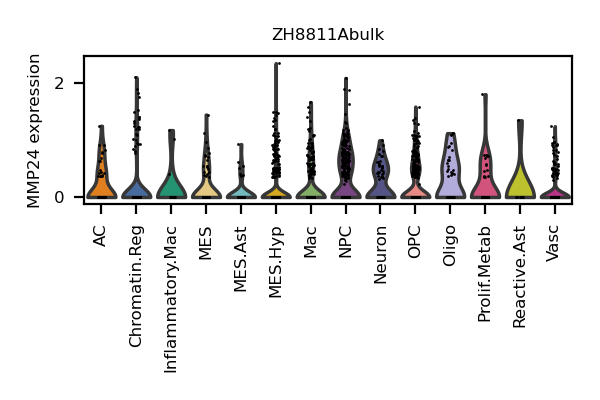 ZH8811Abulk
MMP24 expression
2
0
AC
Chromatin.Reg
Inflammatory.Mac
MES
MES.Ast
MES.Hyp
Mac
NPC
Neuron
OPC
Oligo
Prolif.Metab
Reactive.Ast
Vasc